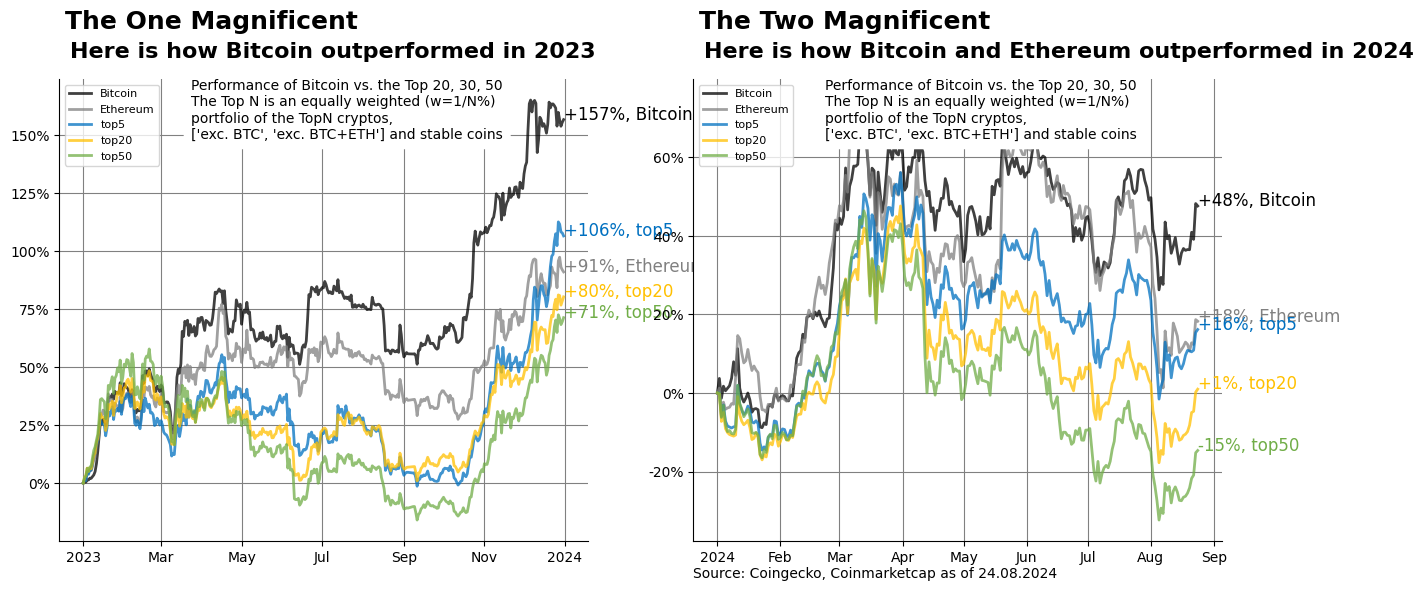 The One Magnificent
Here is how Bitcoin outperformed in 2023
Bitcoin
Ethereum
top5
top20
top50
Performance of Bitcoin vs. the Top 20, 30, 50
The Top N is an equally weighted (w=1/N%)
portfolio of the TopN cryptos,
['exc. BTC', 'exc. BTC+ETH'] and stable coins
150%
125%
100%
75%
50%
25%
0%
+157%, Bitcoin
+106%, top5
+91%, Ethereum
+80%, top20
+71%, top50
2023
Mar
May
Jul
Sep
Nov
2024
The Two Magnificent
Here is how Bitcoin and Ethereum outperformed in 2024
Bitcoin
Ethereum
top5
top20
top50
Performance of Bitcoin vs. the Top 20, 30, 50
The Top N is an equally weighted (w=1/N%)
portfolio of the TopN cryptos,
['exc. BTC', 'exc. BTC+ETH'] and stable coins
60%
40%
20%
0%
-20%
+48%, Bitcoin
+18%, Ethereum
+16%, top5
+1%, top20
-15%, top50
2024
Feb
Mar
Apr
May
Jun
Jul
Aug
Sep
Source: Coingecko, Coinmarketcap as of 24.08.2024